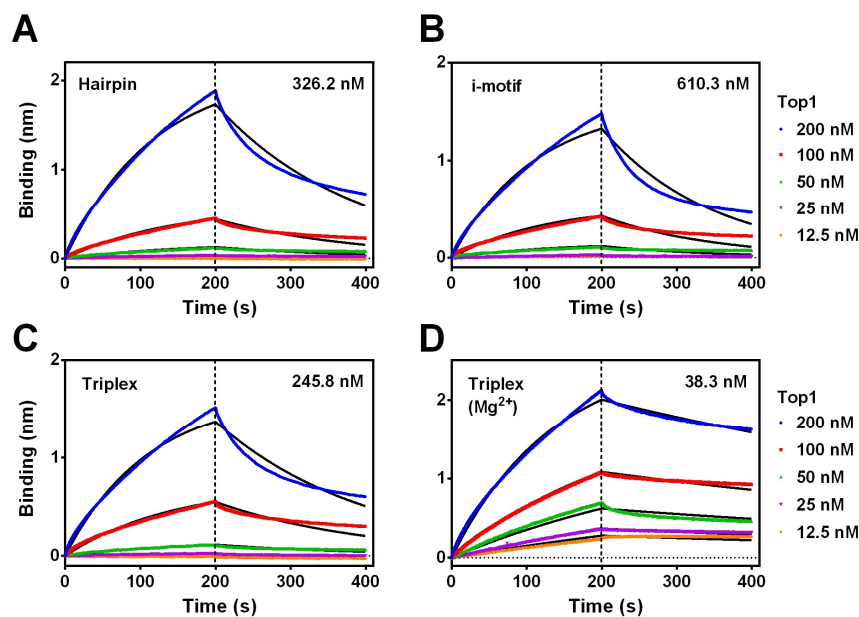 A
Hairpin
326.2 nM
2
1
0
Binding (nm)
0 100 200 300 400
Time (s)
B
i-motif
610.3 nM
2
1
0
0 100 200 300 400
Time (s)
Top1
200 nM
100 nM
50 nM
25 nM
12.5 nM
C
Triplex
245.8 nM
2
1
0
Binding (nm)
0 100 200 300 400
Time (s)
D
Triplex
(Mg²⁺)
38.3 nM
2
1
0
0 100 200 300 400
Time (s)
Top1
200 nM
100 nM
50 nM
25 nM
12.5 nM